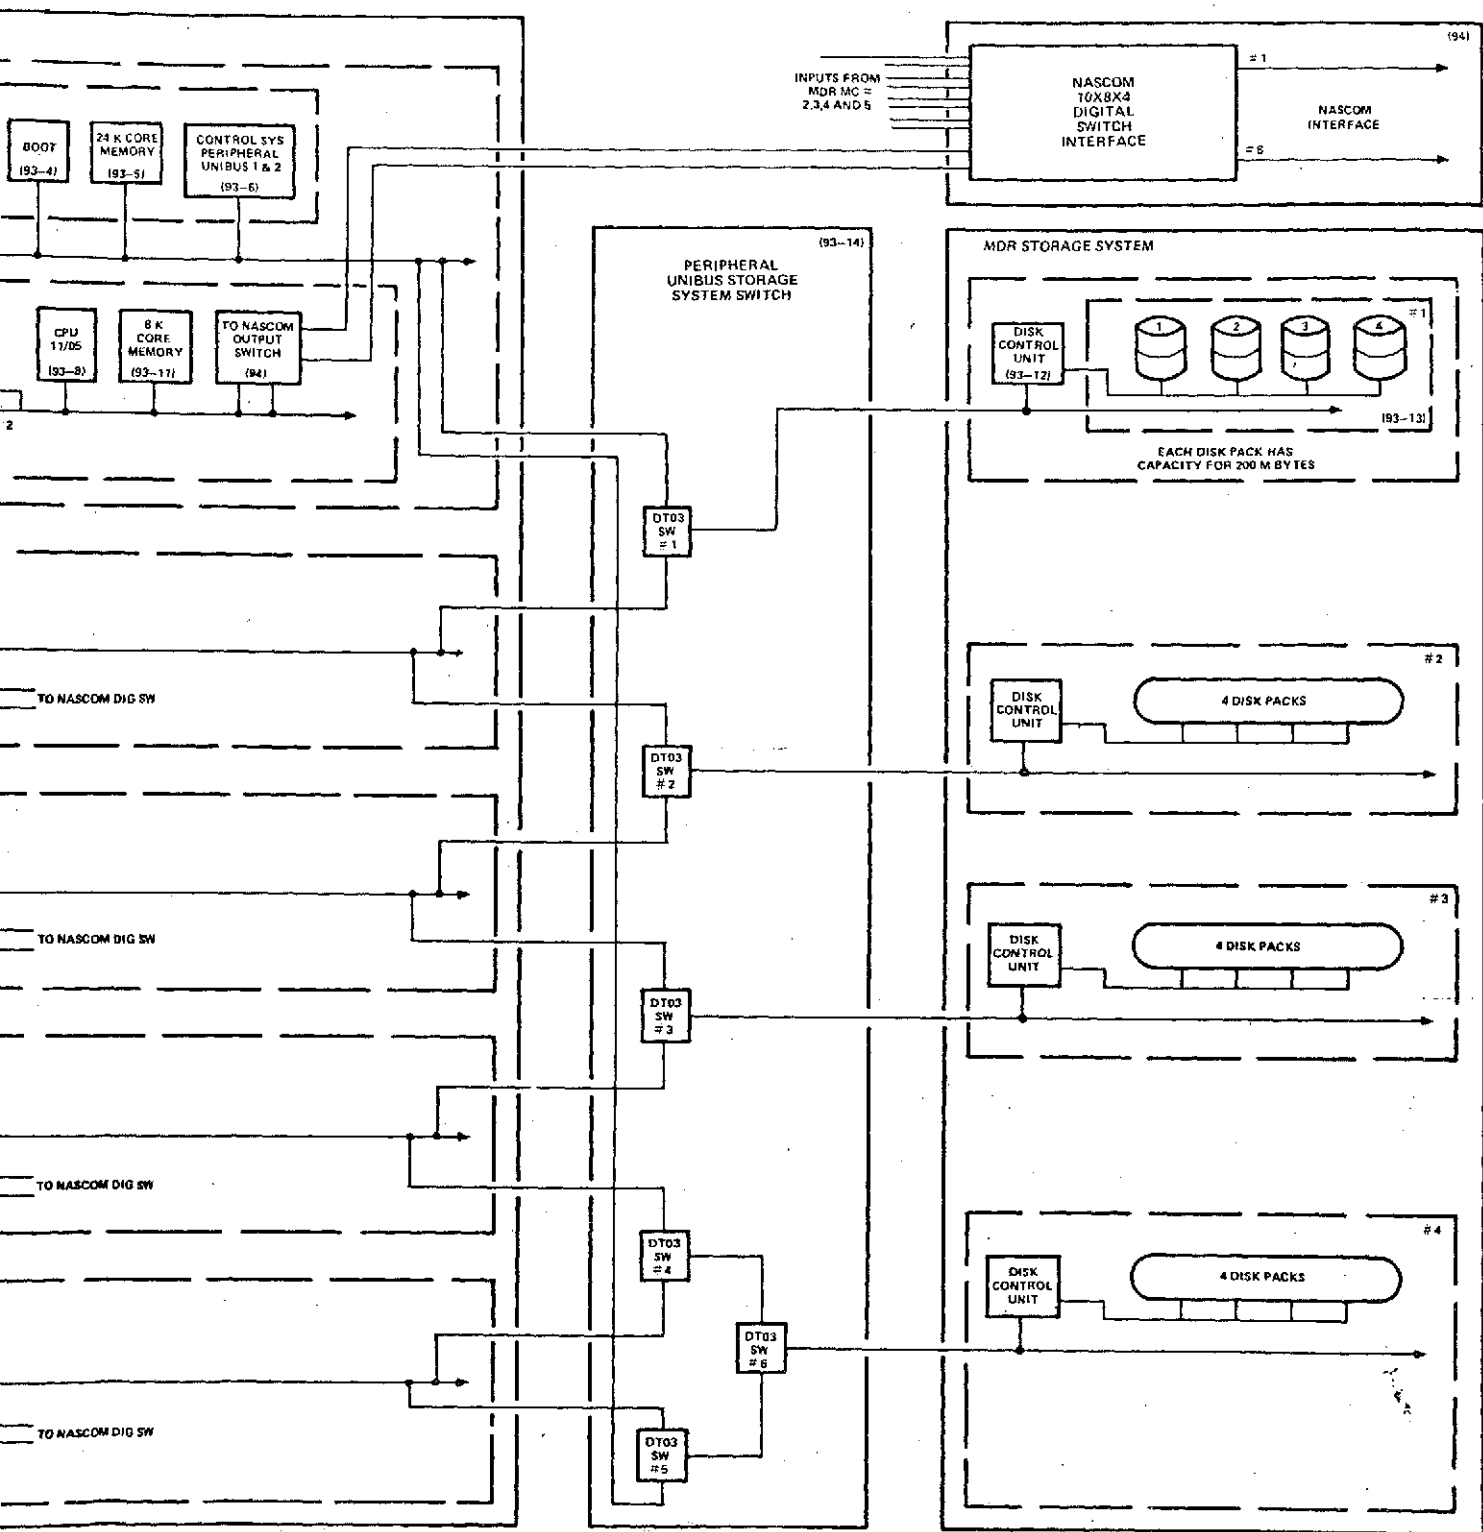 BOOT
(93-4)
24 K CORE
MEMORY
(93-5)
CONTROL SYS
PERIPHERAL
UNIBUS 1 & 2
(93-6)
CPU
11/05
(93-8)
8 K
CORE
MEMORY
(93-11)
TO NASCOM
OUTPUT
SWITCH
(94)
2
TO NASCOM DIG SW
TO NASCOM DIG SW
TO NASCOM DIG SW
TO NASCOM DIG SW
(93-14)
PERIPHERAL
UNIBUS STORAGE
SYSTEM SWITCH
DT03
SW
#1
DT03
SW
#2
DT03
SW
#3
DT03
SW
#4
DT03
SW
#6
DT03
SW
#5
INPUTS FROM
MDR MC =
2,3,4 AND 5
(94)
NASCOM
10X8X4
DIGITAL
SWITCH
INTERFACE
#1
NASCOM
INTERFACE
#6
MDR STORAGE SYSTEM
#1
DISK
CONTROL
UNIT
(93-12)
1
2
3
4
(93-13)
EACH DISK PACK HAS
CAPACITY FOR 200 M BYTES
#2
DISK
CONTROL
UNIT
4 DISK PACKS
#3
DISK
CONTROL
UNIT
4 DISK PACKS
#4
DISK
CONTROL
UNIT
4 DISK PACKS